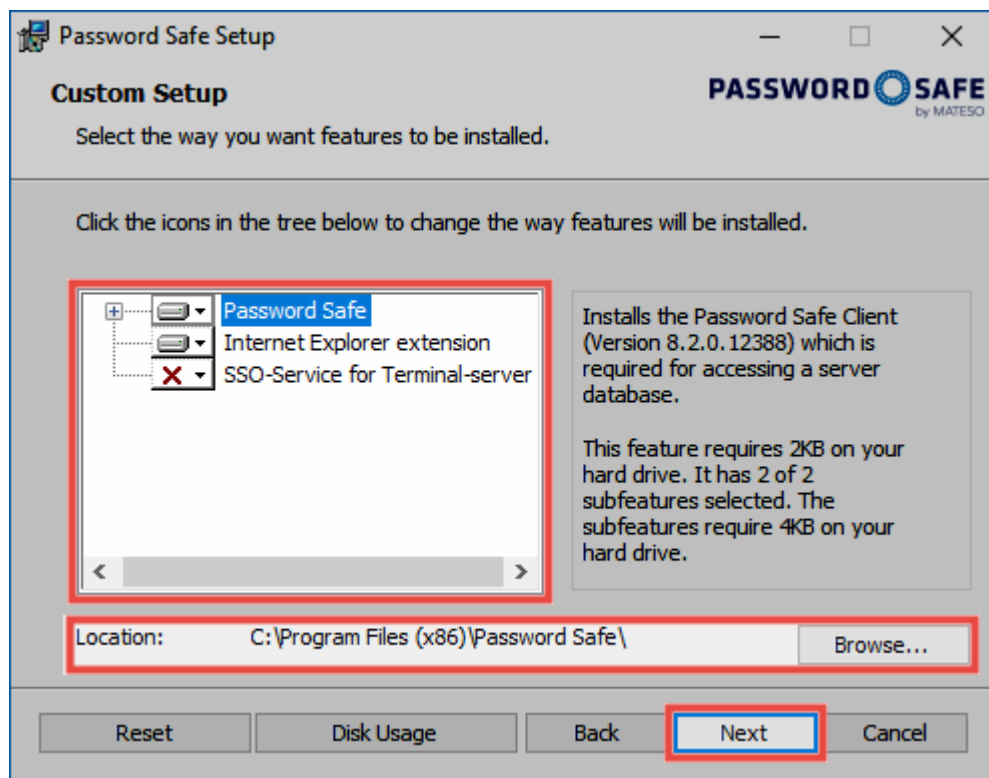 Password Safe Setup
Custom Setup
PASSWORD SAFE
by MATESO
Select the way you want features to be installed.
Click the icons in the tree below to change the way features will be installed.
Password Safe
Internet Explorer extension
SSO-Service for Terminal-server
Installs the Password Safe Client
(Version 8.2.0.12388) which is
required for accessing a server
database.
This feature requires 2KB on your
hard drive. It has 2 of 2
subfeatures selected. The
subfeatures require 4KB on your
hard drive.
Location: C:\Program Files (x86)\Password Safe\ Browse...
Reset Disk Usage Back Next Cancel